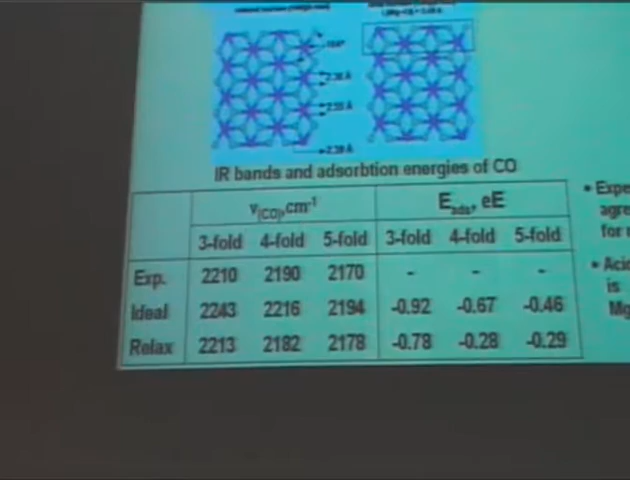 2.38 Å
2.55 Å
2.39 Å
IR bands and adsorbtion energies of CO
ν(CO), cm-1 Eads, eE
3-fold 4-fold 5-fold 3-fold 4-fold 5-fold
Exp. 2210 2190 2170 - - -
Ideal 2243 2216 2194 -0.92 -0.67 -0.46
Relax 2213 2182 2178 -0.78 -0.28 -0.29
• Expe
agre
for
• Acid
is
Mg